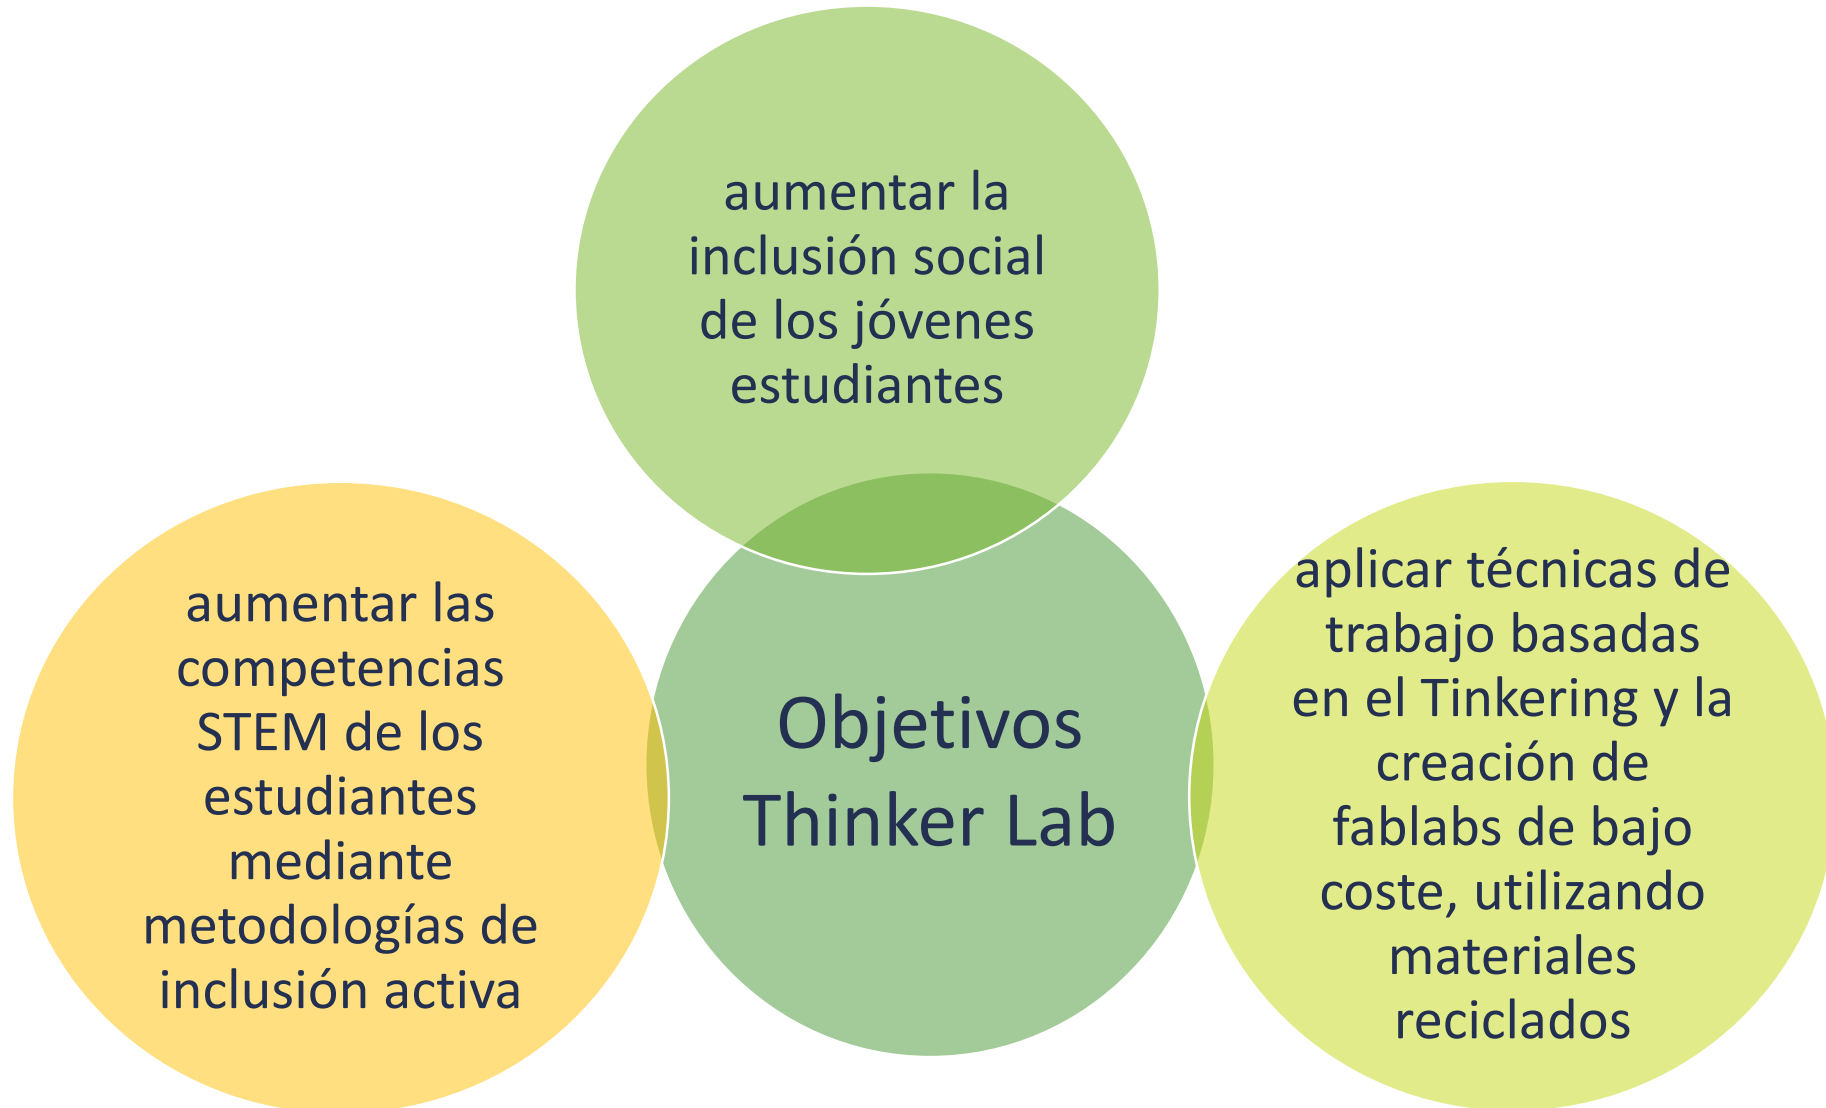 aumentar la
inclusión social
de los jóvenes
estudiantes
aumentar las
competencias
STEM de los
estudiantes
mediante
metodologías de
inclusión activa
Objetivos
Thinker Lab
aplicar técnicas de
trabajo basadas
en el Tinkering y la
creación de
fablabs de bajo
coste, utilizando
materiales
reciclados